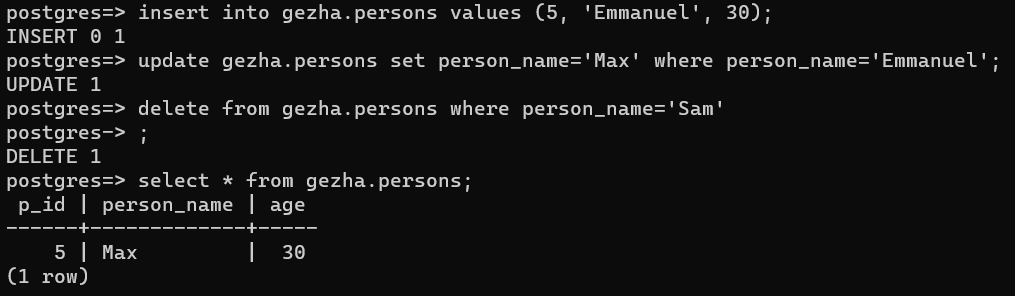 postgres=> insert into gezha.persons values (5, 'Emmanuel', 30);
INSERT 0 1
postgres=> update gezha.persons set person_name='Max' where person_name='Emmanuel';
UPDATE 1
postgres=> delete from gezha.persons where person_name='Sam'
postgres-> ;
DELETE 1
postgres=> select * from gezha.persons;
 p_id | person_name | age
------+-------------+-----
    5 | Max         |  30
(1 row)